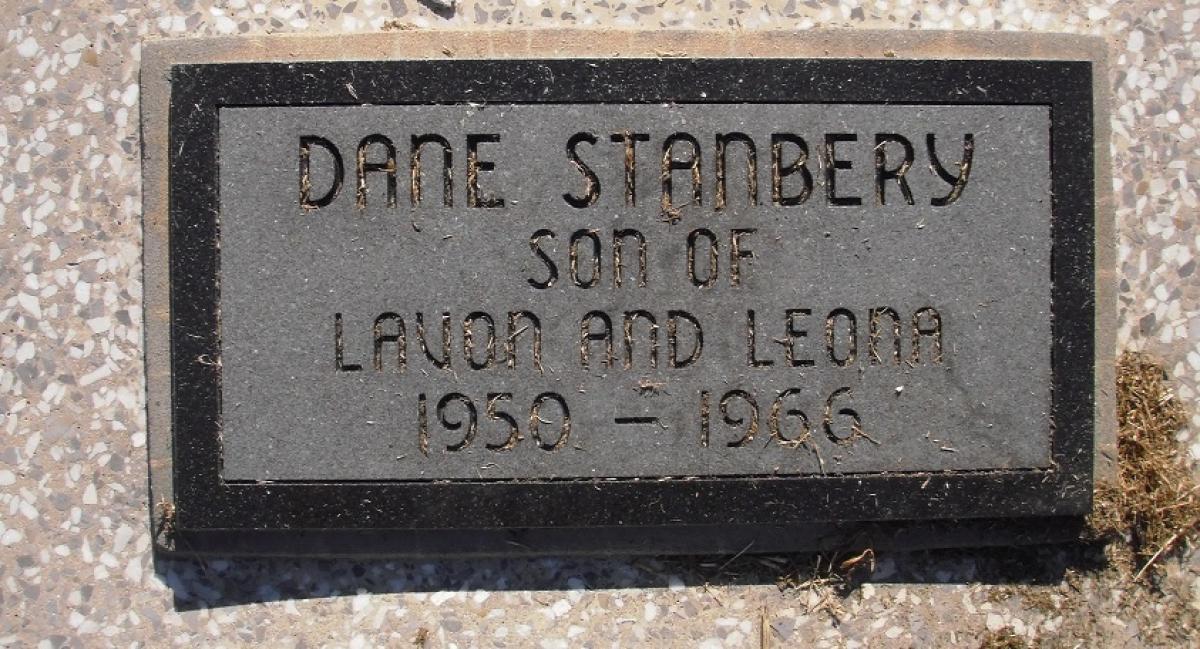 DANE STANBERY
SON OF
LAVON AND LEONA
1950 – 1966